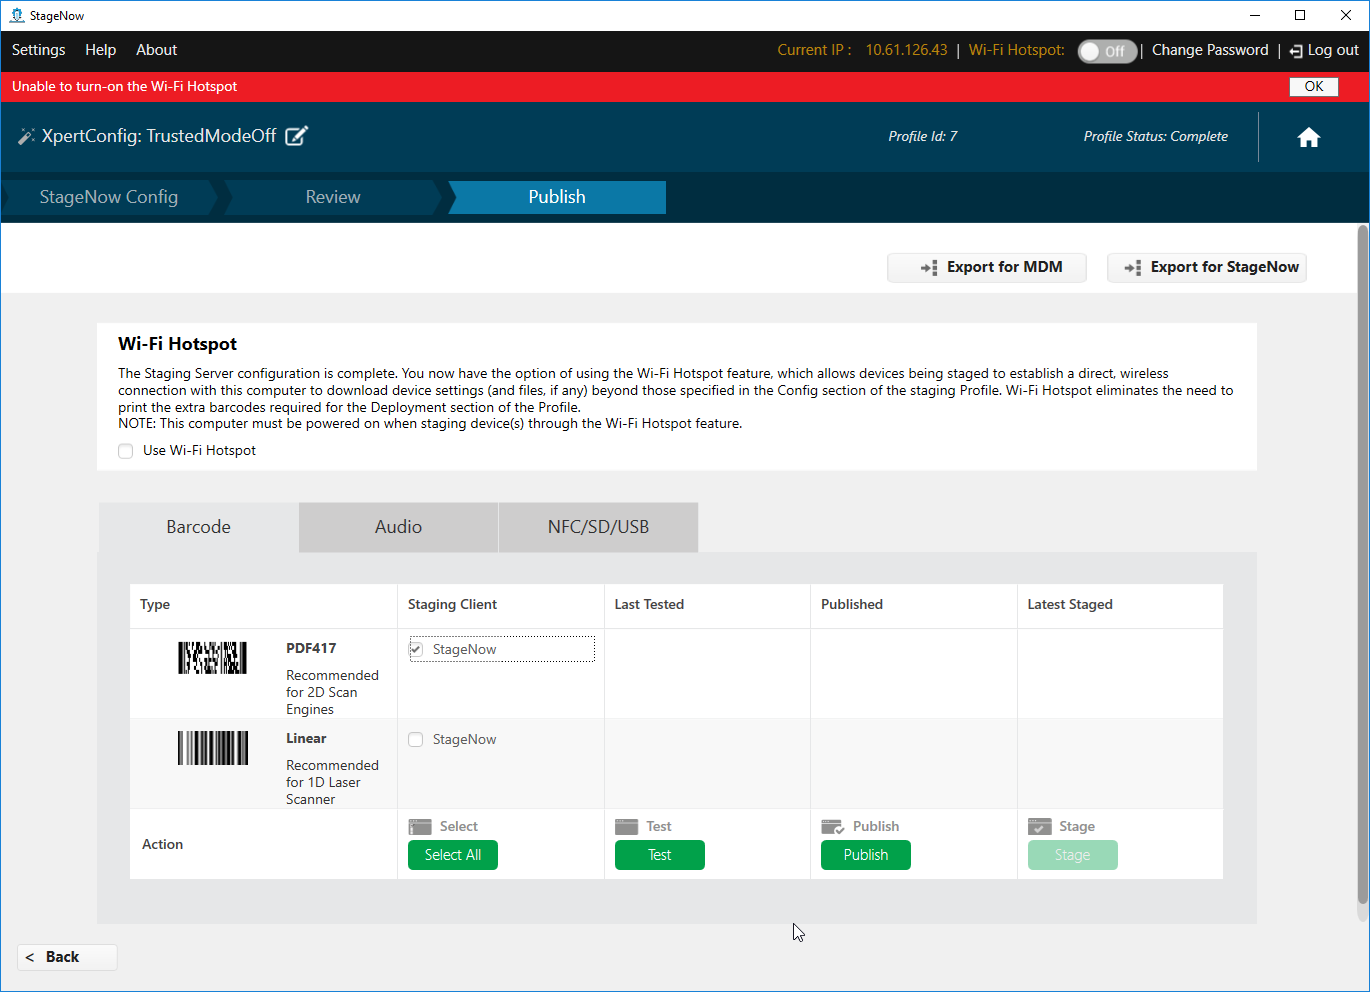 StageNow
Settings Help About Current IP : 10.61.126.43 | Wi-Fi Hotspot: Off | Change Password | Log out
Unable to turn-on the Wi-Fi Hotspot OK
XpertConfig: TrustedModeOff Profile Id: 7 Profile Status: Complete
StageNow Config Review Publish
Export for MDM Export for StageNow
Wi-Fi Hotspot
The Staging Server configuration is complete. You now have the option of using the Wi-Fi Hotspot feature, which allows devices being staged to establish a direct, wireless
connection with this computer to download device settings (and files, if any) beyond those specified in the Config section of the staging Profile. Wi-Fi Hotspot eliminates the need to
print the extra barcodes required for the Deployment section of the Profile.
NOTE: This computer must be powered on when staging device(s) through the Wi-Fi Hotspot feature.
Use Wi-Fi Hotspot
Barcode Audio NFC/SD/USB
Type Staging Client Last Tested Published Latest Staged
PDF417 StageNow
Recommended
for 2D Scan
Engines
Linear StageNow
Recommended
for 1D Laser
Scanner
Action
Select Test Publish Stage
Select All Test Publish Stage
< Back